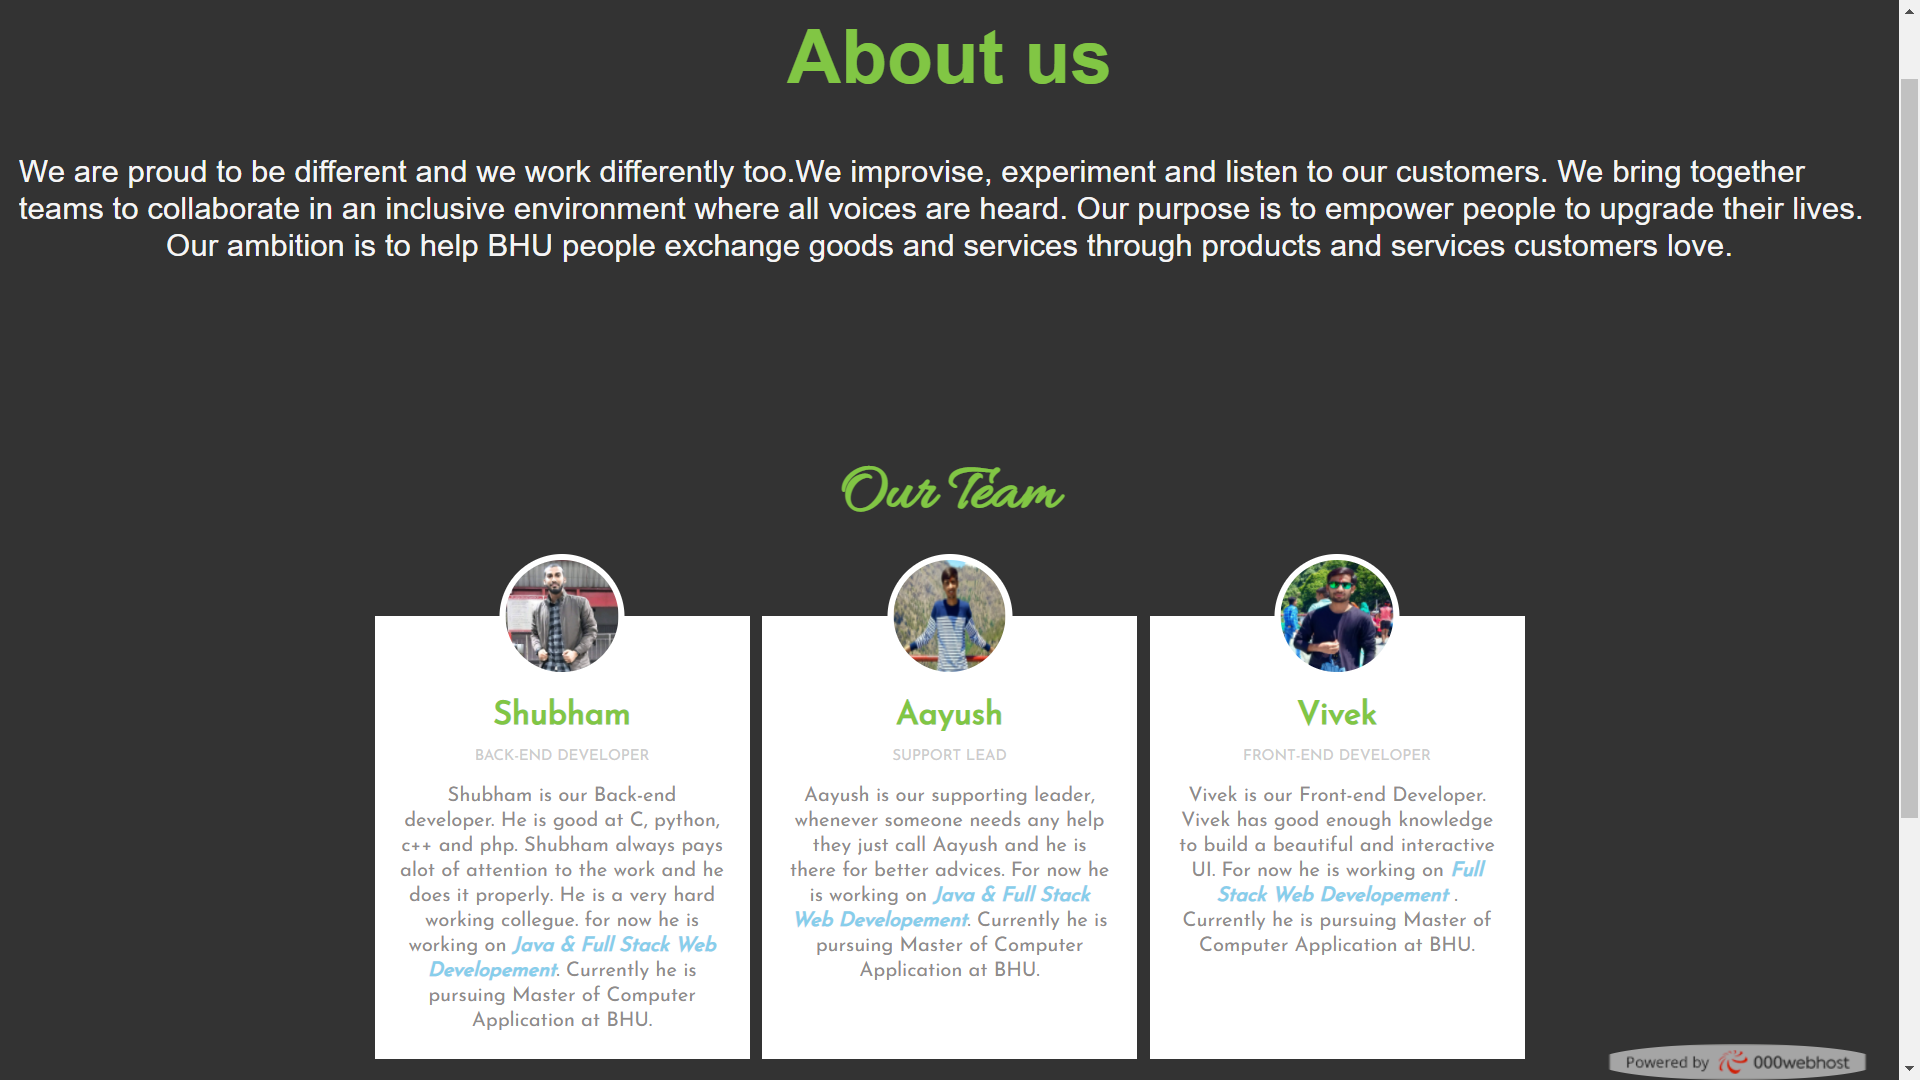 About us
We are proud to be different and we work differently too.We improvise, experiment and listen to our customers. We bring together
teams to collaborate in an inclusive environment where all voices are heard. Our purpose is to empower people to upgrade their lives.
Our ambition is to help BHU people exchange goods and services through products and services customers love.
Our Team
Shubham
BACK-END DEVELOPER
Shubham is our Back-end
developer. He is good at C, python,
c++ and php. Shubham always pays
alot of attention to the work and he
does it properly. He is a very hard
working collegue. for now he is
working on Java & Full Stack Web
Developement. Currently he is
pursuing Master of Computer
Application at BHU.
Aayush
SUPPORT LEAD
Aayush is our supporting leader,
whenever someone needs any help
they just call Aayush and he is
there for better advices. For now he
is working on Java & Full Stack
Web Developement. Currently he is
pursuing Master of Computer
Application at BHU.
Vivek
FRONT-END DEVELOPER
Vivek is our Front-end Developer.
Vivek has good enough knowledge
to build a beautiful and interactive
UI. For now he is working on Full
Stack Web Developement .
Currently he is pursuing Master of
Computer Application at BHU.
Powered by 000webhost